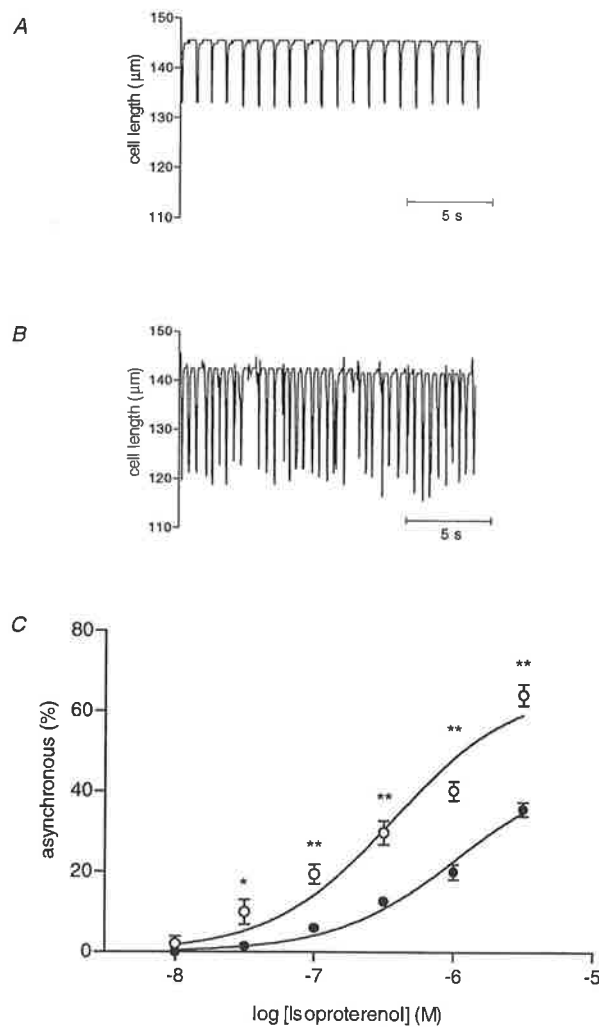 A
150
140
130
120
110
cell length (μm)
5 s
B
150
140
130
120
110
cell length (μm)
5 s
C
80
60
40
20
0
asynchronous (%)
*
**
**
**
**
-8
-7
-6
-5
log [Isoproterenol] (M)